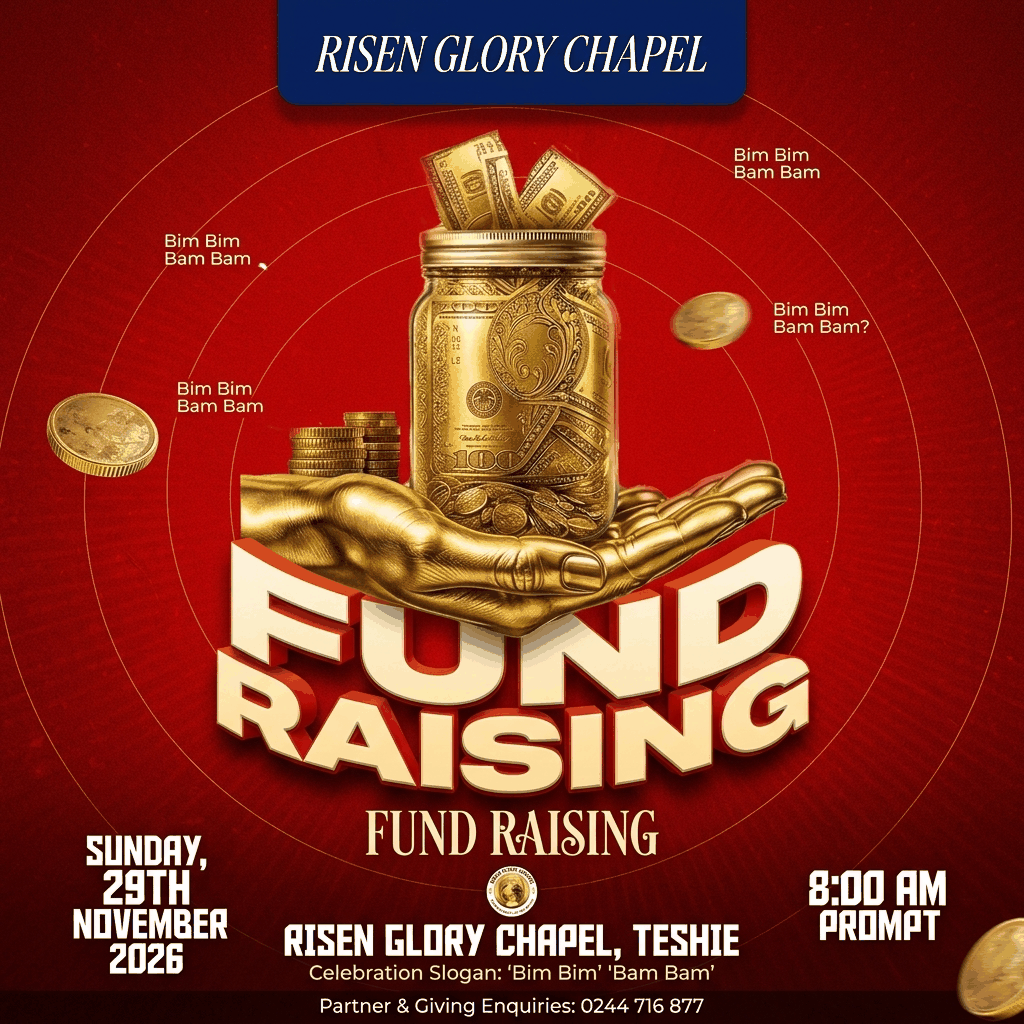 RISEN GLORY CHAPEL
Bim Bim
Bam Bam
Bim Bim
Bam Bam
Bim Bim
Bam Bam?
Bim Bim
Bam Bam
100
FUND
RAISING
FUND RAISING
SUNDAY,
29TH
NOVEMBER
2026
8:00 AM
PROMPT
RISEN GLORY CHAPEL, TESHIE
Celebration Slogan: ‘Bim Bim’ 'Bam Bam’
Partner & Giving Enquiries: 0244 716 877